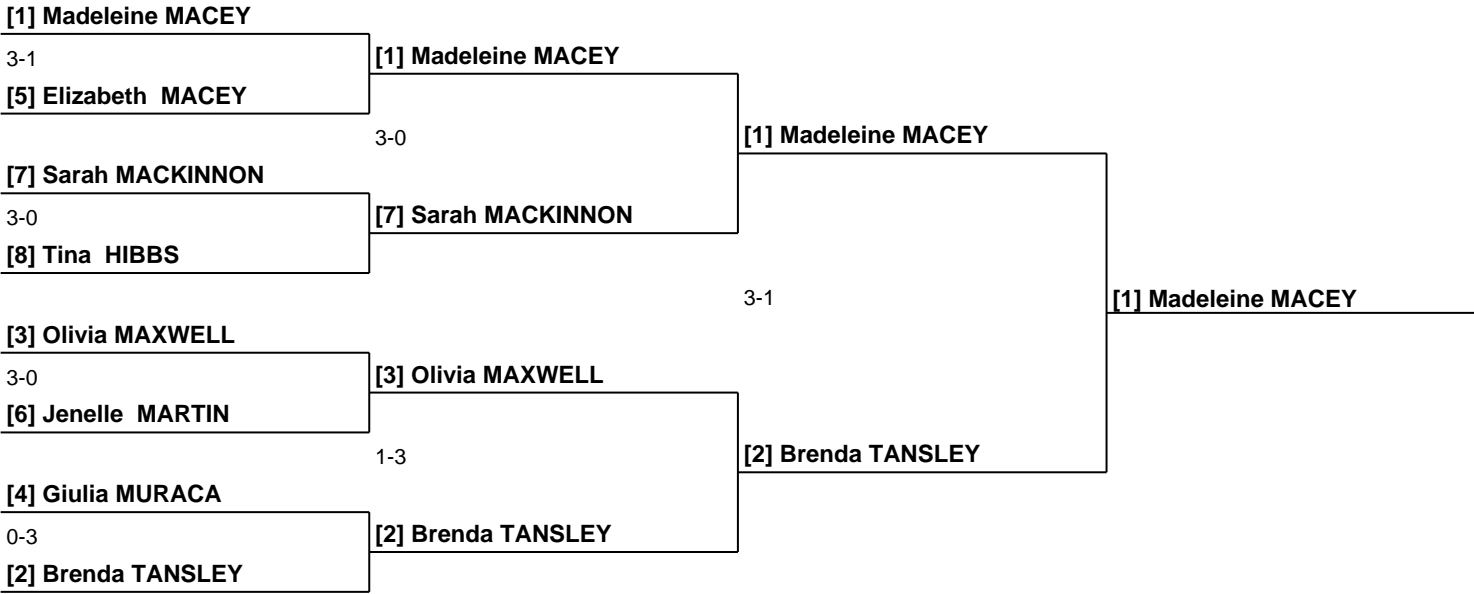 [1] Madeleine MACEY
3-1
[1] Madeleine MACEY
[5] Elizabeth  MACEY
3-0
[1] Madeleine MACEY
[7] Sarah MACKINNON
3-0
[7] Sarah MACKINNON
[8] Tina  HIBBS
3-1
[1] Madeleine MACEY
[3] Olivia MAXWELL
3-0
[3] Olivia MAXWELL
[6] Jenelle  MARTIN
1-3
[2] Brenda TANSLEY
[4] Giulia MURACA
0-3
[2] Brenda TANSLEY
[2] Brenda TANSLEY